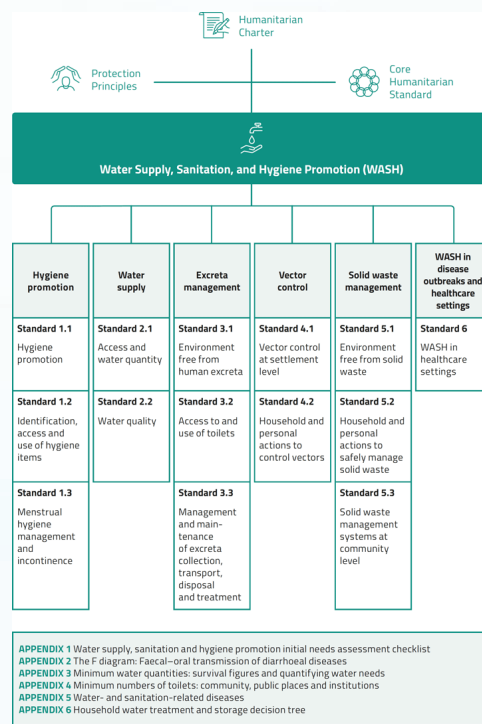 Humanitarian
Charter
Protection
Principles
Core
Humanitarian
Standard
Water Supply, Sanitation, and Hygiene Promotion (WASH)
Hygiene
promotion
Water
supply
Excreta
management
Vector
control
Solid waste
management
WASH in
disease
outbreaks and
healthcare
settings
Standard 1.1
Hygiene
promotion
Standard 2.1
Access and
water quantity
Standard 3.1
Environment
free from
human excreta
Standard 4.1
Vector control
at settlement
level
Standard 5.1
Environment
free from solid
waste
Standard 6
WASH in
healthcare
settings
Standard 1.2
Identification,
access and
use of hygiene
items
Standard 2.2
Water quality
Standard 3.2
Access to and
use of toilets
Standard 4.2
Household and
personal
actions to
control vectors
Standard 5.2
Household and
personal
actions to
safely manage
solid waste
Standard 1.3
Menstrual
hygiene
management
and
incontinence
Standard 3.3
Management
and main-
tenance
of excreta
collection,
transport,
disposal
and treatment
Standard 5.3
Solid waste
management
systems at
community
level
APPENDIX 1 Water supply, sanitation and hygiene promotion initial needs assessment checklist
APPENDIX 2 The F diagram: Faecal–oral transmission of diarrhoeal diseases
APPENDIX 3 Minimum water quantities: survival figures and quantifying water needs
APPENDIX 4 Minimum numbers of toilets: community, public places and institutions
APPENDIX 5 Water- and sanitation-related diseases
APPENDIX 6 Household water treatment and storage decision tree